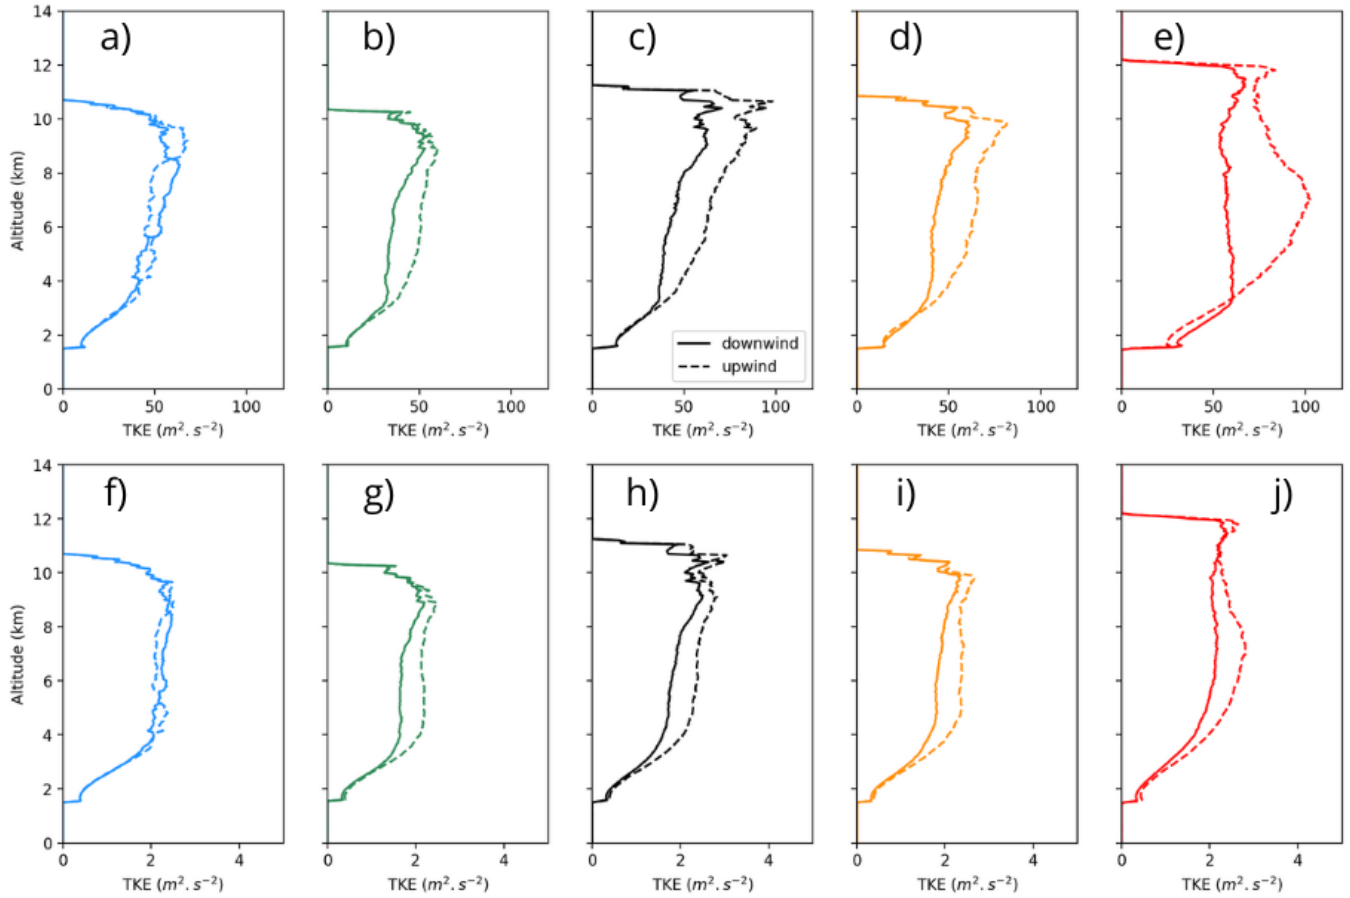 a) b) c) d) e)
14
12
10
8
6
4
2
0
Altitude (km)
downwind
upwind
0 50 100 0 50 100 0 50 100 0 50 100 0 50 100
TKE (m². s⁻²) TKE (m². s⁻²) TKE (m². s⁻²) TKE (m². s⁻²) TKE (m². s⁻²)
f) g) h) i) j)
14
12
10
8
6
4
2
0
Altitude (km)
0 2 4 0 2 4 0 2 4 0 2 4 0 2 4
TKE (m². s⁻²) TKE (m². s⁻²) TKE (m². s⁻²) TKE (m². s⁻²) TKE (m². s⁻²)